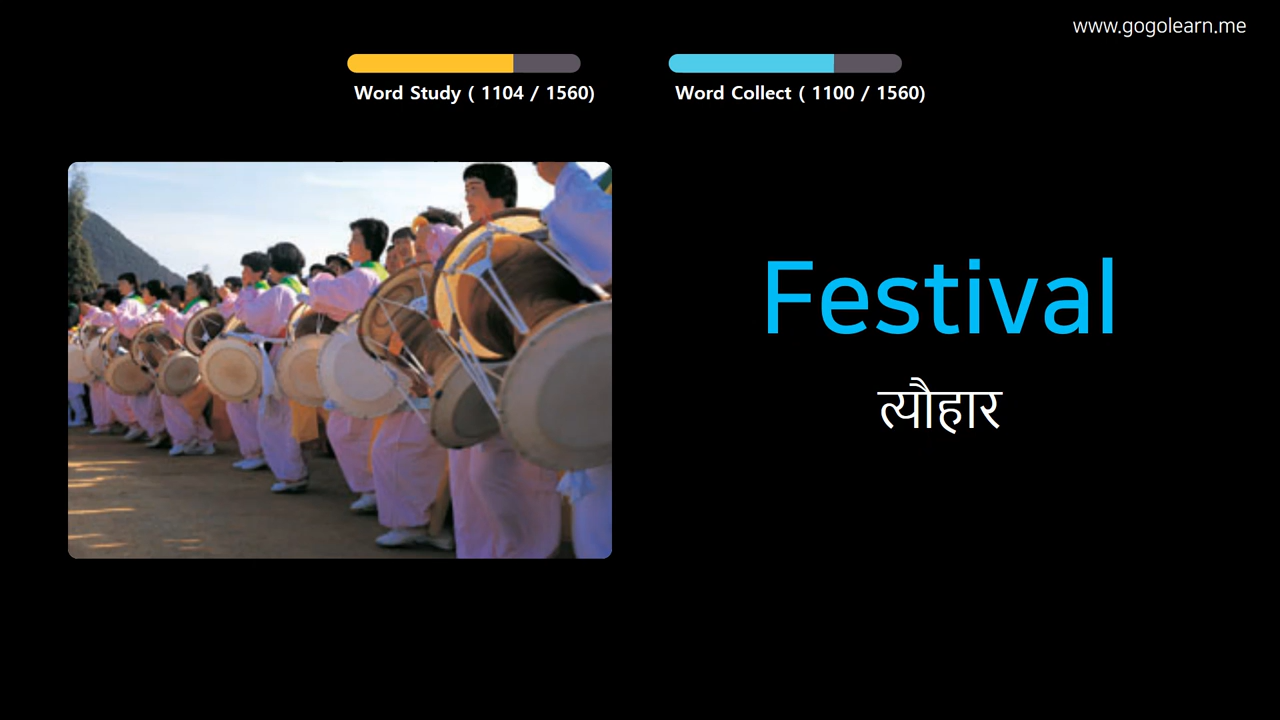 www.gogolearn.me
Word Study ( 1104 / 1560)
Word Collect ( 1100 / 1560)
Festival
त्यौहार